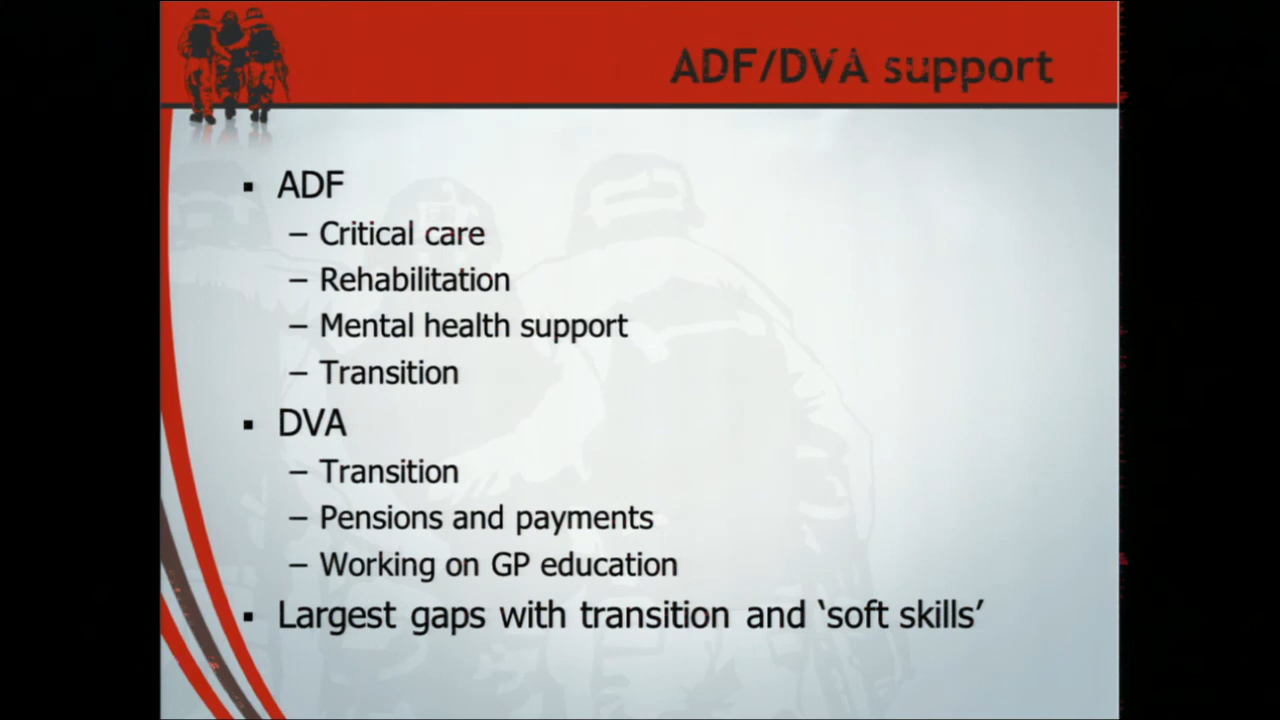 ADF/DVA support
▪ ADF
– Critical care
– Rehabilitation
– Mental health support
– Transition
▪ DVA
– Transition
– Pensions and payments
– Working on GP education
▪ Largest gaps with transition and ‘soft skills’